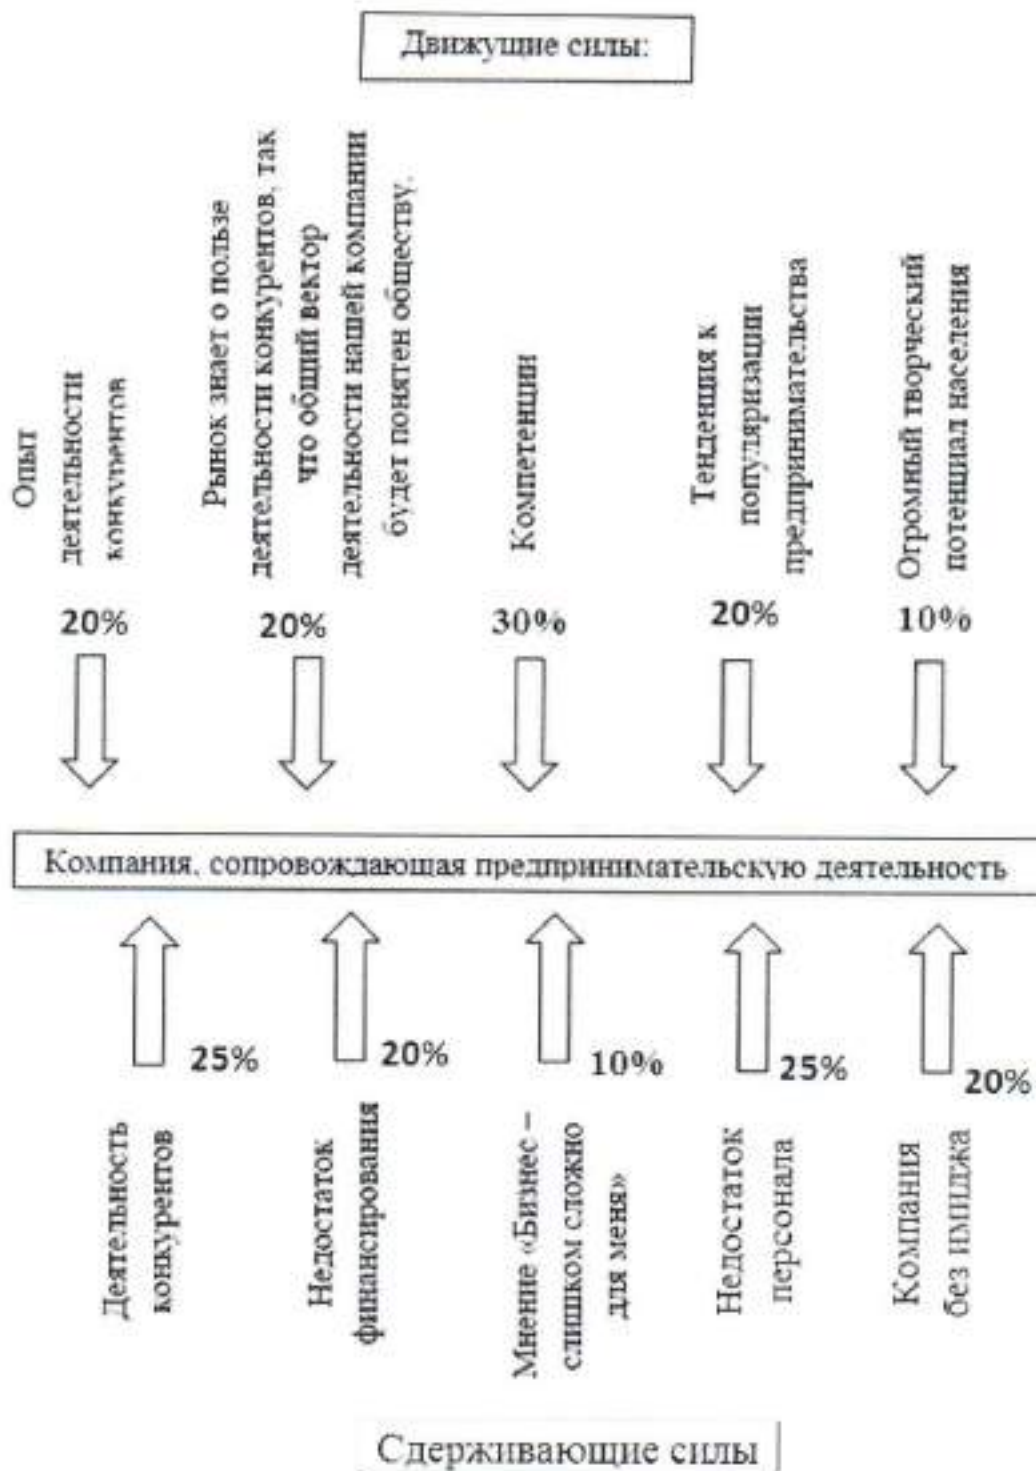 Движущие силы:
Опыт
деятельности
конкурентов
Рынок знает о пользе
деятельности конкурентов, так
что общий вектор
деятельности нашей компании
будет понятен обществу.
Компетенции
Тенденция к
популяризации
предпринимательства
Огромный творческий
потенциал населения
20%
20%
30%
20%
10%
Компания, сопровождающая предпринимательскую деятельность
25%
20%
10%
25%
20%
Деятельность
конкурентов
Недостаток
финансирования
Мнение «Бизнес –
слишком сложно
для меня»
Недостаток
персонала
Компания
без имиджа
Сдерживающие силы